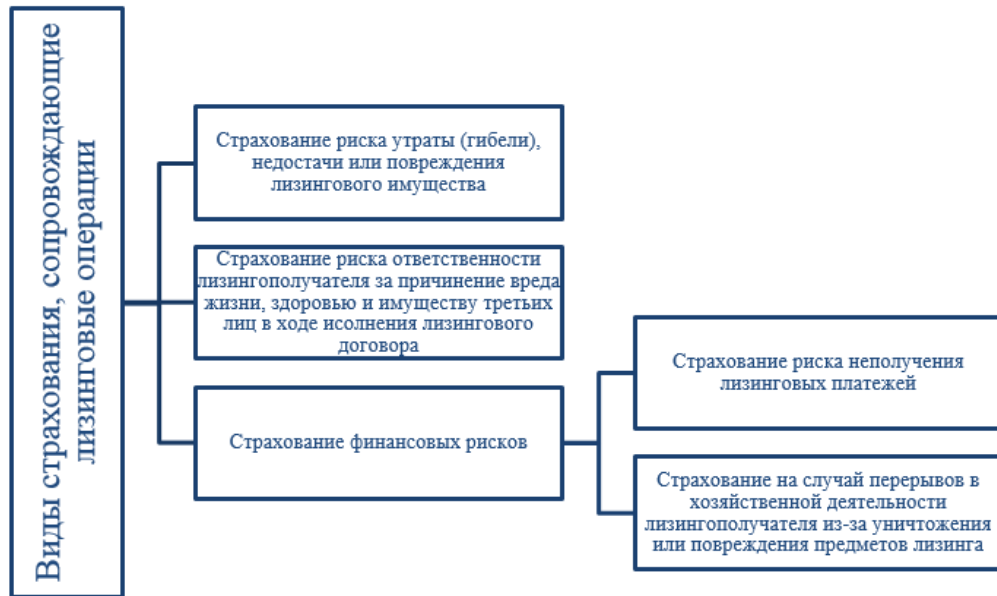 Виды страхования, сопровождающие
лизинговые операции
Страхование риска утраты (гибели),
недостачи или повреждения
лизингового имущества
Страхование риска ответственности
лизингополучателя за причинение вреда
жизни, здоровью и имуществу третьих
лиц в ходе исолнения лизингового
договора
Страхование финансовых рисков
Страхование риска неполучения
лизинговых платежей
Страхование на случай перерывов в
хозяйственной деятельности
лизингополучателя из-за уничтожения
или повреждения предметов лизинга